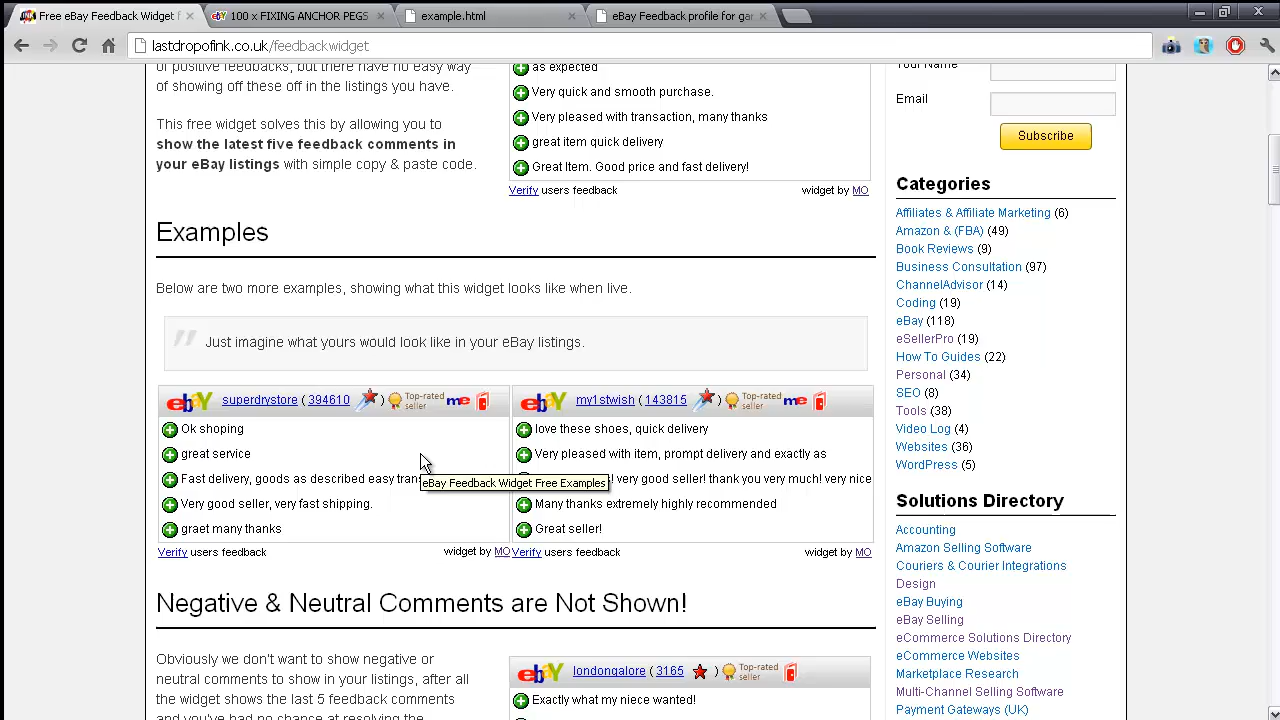 Free eBay Feedback Widget f
100 x FIXING ANCHOR PEGS
example.html
eBay Feedback profile for gar
lastdropofink.co.uk/feedbackwidget
of positive feedbacks, but there have no easy way
of showing off these off in the listings you have.
This free widget solves this by allowing you to
show the latest five feedback comments in
your eBay listings with simple copy & paste code.
as expected
Very quick and smooth purchase.
Very pleased with transaction, many thanks
great item quick delivery
Great Item. Good price and fast delivery!
Verify users feedback widget by MO
Examples
Below are two more examples, showing what this widget looks like when live.
Just imagine what yours would look like in your eBay listings.
ebY superdrystore ( 394610 ) Top-rated seller me
Ok shoping
great service
Fast delivery, goods as described easy tran
Very good seller, very fast shipping.
graet many thanks
Verify users feedback widget by MO
eBay Feedback Widget Free Examples
ebY my1stwish ( 143815 ) Top-rated seller me
love these shoes, quick delivery
Very pleased with item, prompt delivery and exactly as
! very good seller! thank you very much! very nice
Many thanks extremely highly recommended
Great seller!
Verify users feedback widget by MO
Negative & Neutral Comments are Not Shown!
Obviously we don't want to show negative or
neutral comments to show in your listings, after all
the widget shows the last 5 feedback comments
and you've had no chance at resolving the
ebY londongalore ( 3165 ) Top-rated seller
Exactly what my niece wanted!
Your Name
Email
Subscribe
Categories
Affiliates & Affiliate Marketing (6)
Amazon & (FBA) (49)
Book Reviews (9)
Business Consultation (97)
ChannelAdvisor (14)
Coding (19)
eBay (118)
eSellerPro (19)
How To Guides (22)
Personal (34)
SEO (8)
Tools (38)
Video Log (4)
Websites (36)
WordPress (5)
Solutions Directory
Accounting
Amazon Selling Software
Couriers & Courier Integrations
Design
eBay Buying
eBay Selling
eCommerce Solutions Directory
eCommerce Websites
Marketplace Research
Multi-Channel Selling Software
Payment Gateways (UK)